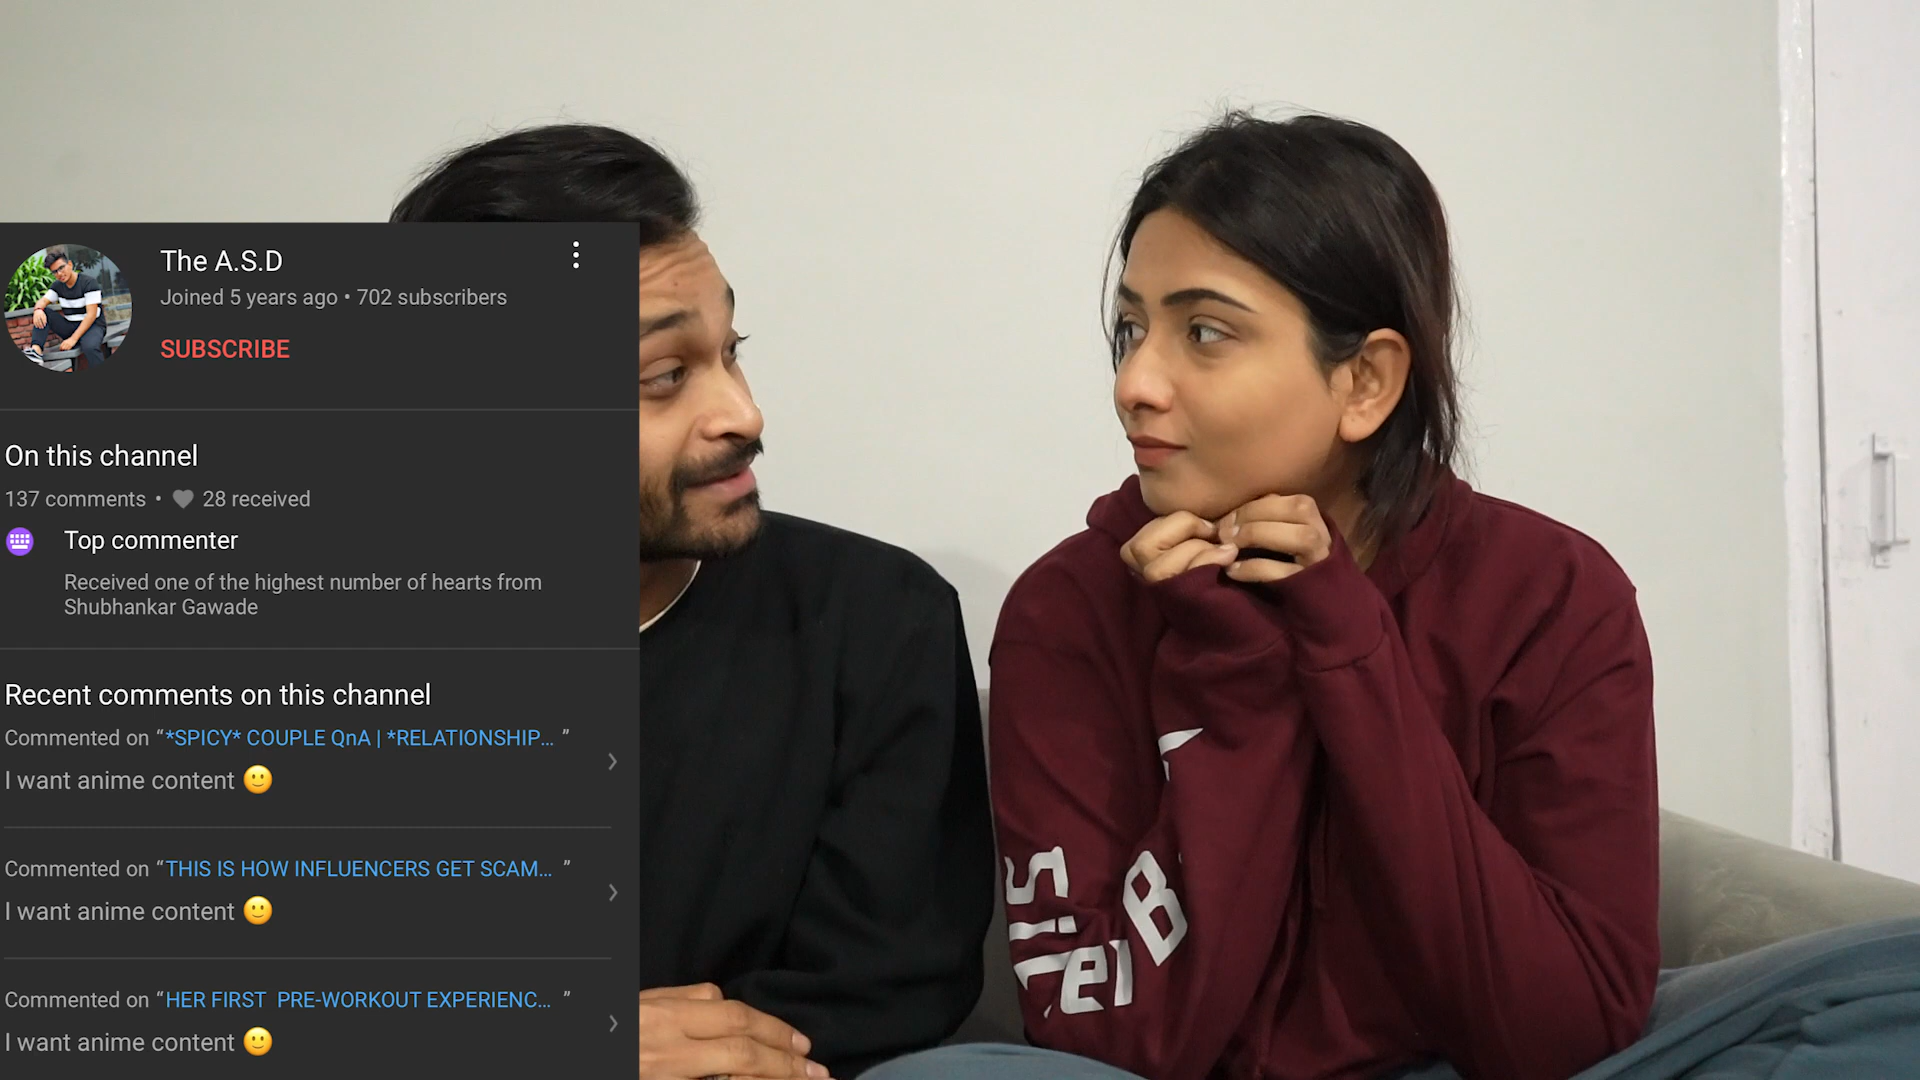 The A.S.D
Joined 5 years ago • 702 subscribers
SUBSCRIBE
On this channel
137 comments • 28 received
Top commenter
Received one of the highest number of hearts from
Shubhankar Gawade
Recent comments on this channel
Commented on “*SPICY* COUPLE QnA | *RELATIONSHIP... ”
I want anime content 🙂
Commented on “THIS IS HOW INFLUENCERS GET SCAM... ”
I want anime content 🙂
Commented on “HER FIRST PRE-WORKOUT EXPERIENC... ”
I want anime content 🙂